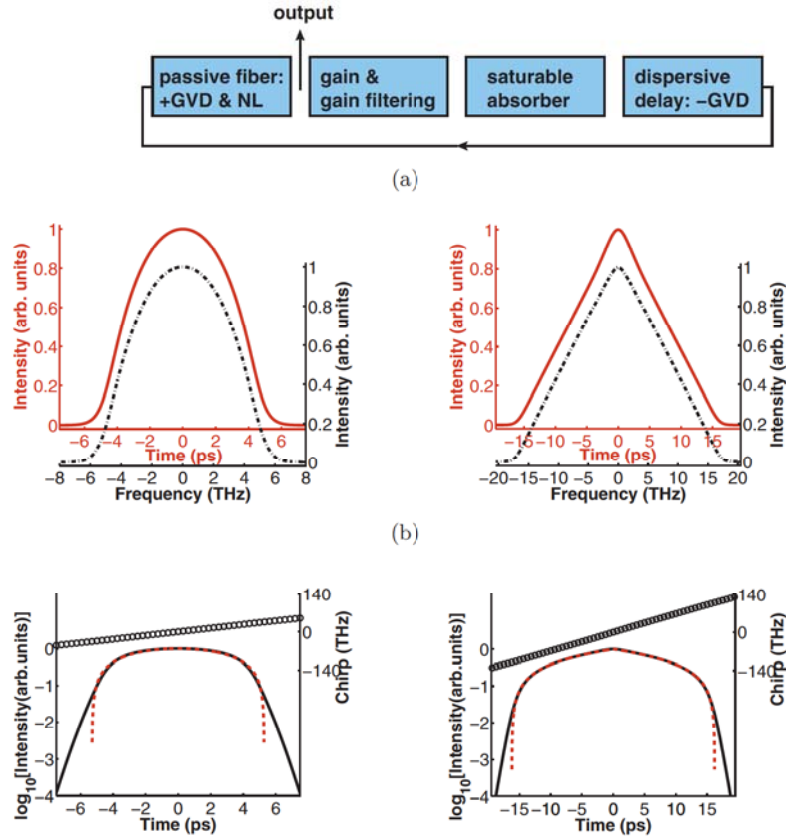 output
passive fiber:
+GVD & NL
gain &
gain filtering
saturable
absorber
dispersive
delay: −GVD
(a)
Intensity (arb. units)
1
0.8
0.6
0.4
0.2
0
−6 −4 −2 0 2 4 6
Time (ps)
1
0.8
0.6
0.4
0.2
0
Intensity (arb. units)
−8 −6 −4 −2 0 2 4 6 8
Frequency (THz)
Intensity (arb. units)
1
0.8
0.6
0.4
0.2
0
−15 −10 −5 0 5 10 15
Time (ps)
1
0.8
0.6
0.4
0.2
0
Intensity (arb. units)
−20 −15 −10 −5 0 5 10 15 20
Frequency (THz)
(b)
log10[Intensity(arb.units)]
0
−1
−2
−3
−4
140
0
−140
Chirp (THz)
−6 −4 −2 0 2 4 6
Time (ps)
log10[Intensity(arb.units)]
0
−1
−2
−3
−4
140
0
−140
Chirp (THz)
−15 −10 −5 0 5 10 15
Time (ps)